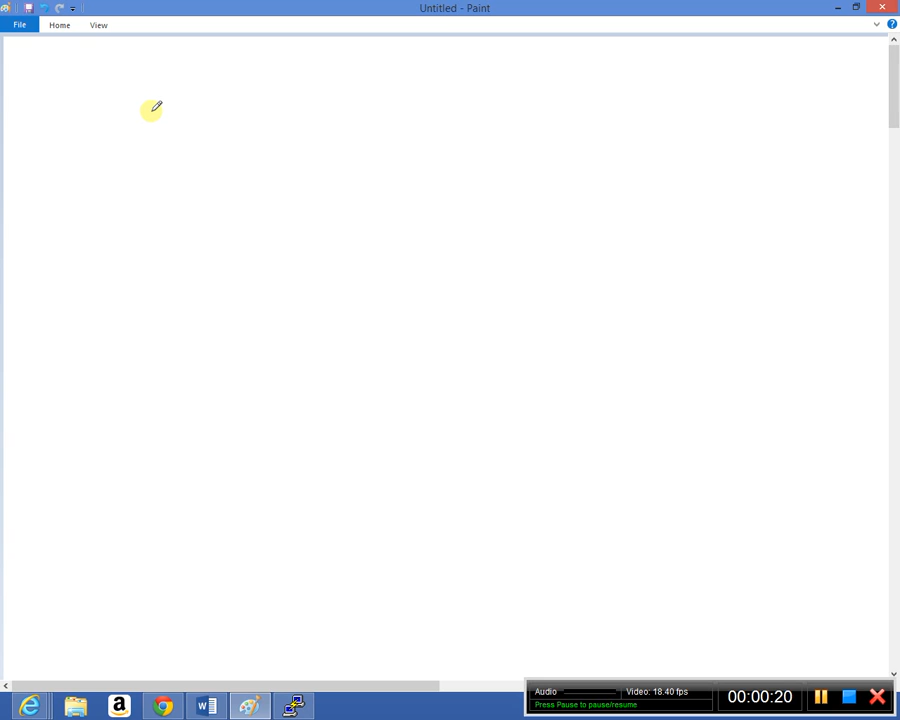 Untitled - Paint
File Home View
Audio Video: 18.40 fps
Press Pause to pause/resume
00:00:20